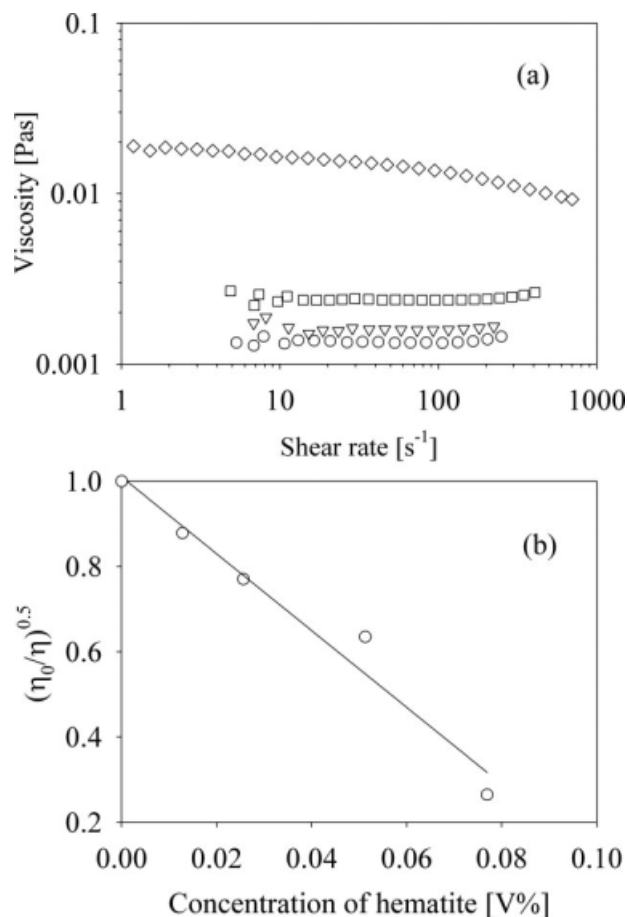 0.1
(a)
Viscosity [Pas]
0.01
0.001
1 10 100 1000
Shear rate [s⁻¹]
1.0
(b)
0.8
(η₀/η)⁰·⁵
0.6
0.4
0.2
0.00 0.02 0.04 0.06 0.08 0.10
Concentration of hematite [V%]